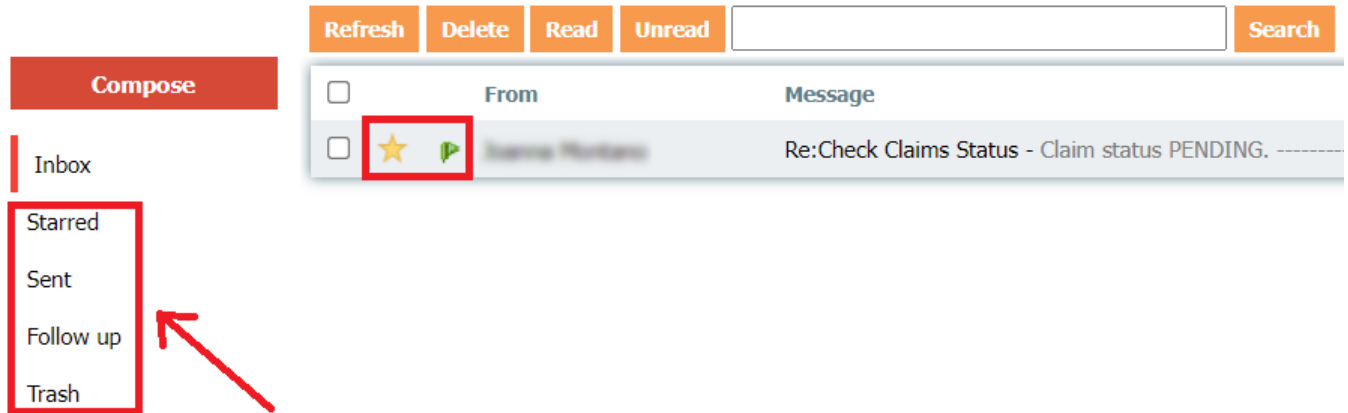 Refresh Delete Read Unread Search
Compose
From Message
Re:Check Claims Status - Claim status PENDING. ---------
Inbox
Starred
Sent
Follow up
Trash